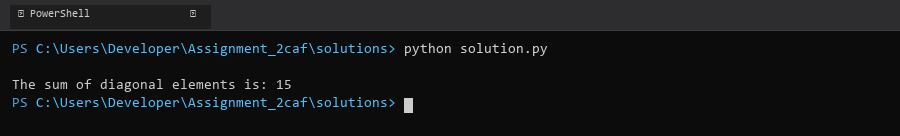 PowerShell
PS C:\Users\Developer\Assignment_2caf\solutions> python solution.py
The sum of diagonal elements is: 15
PS C:\Users\Developer\Assignment_2caf\solutions>